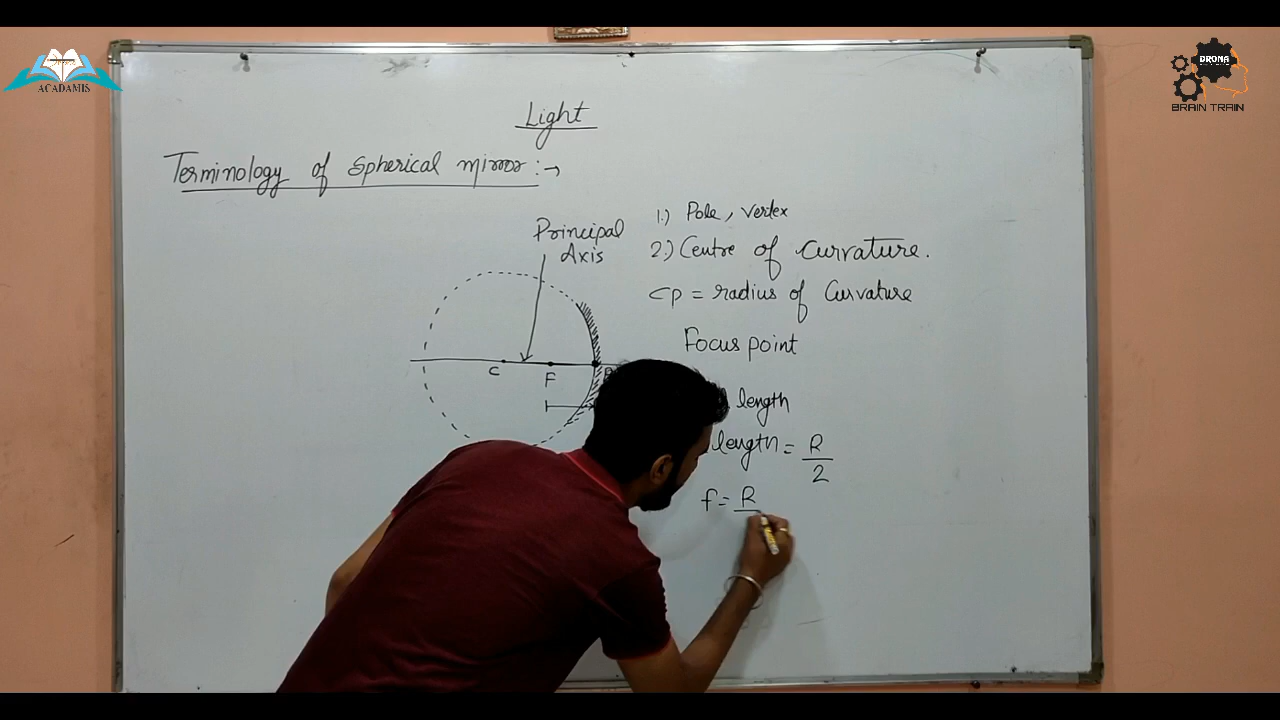 ACADAMIS
DRONA
BRAIN TRAIN
Light
Terminology of Spherical mirror :→
Principal
Axis
C
F
1.) Pole, vertex
2.) Centre of Curvature.
CP = radius of Curvature
Focus point
length
length = R/2
f = R